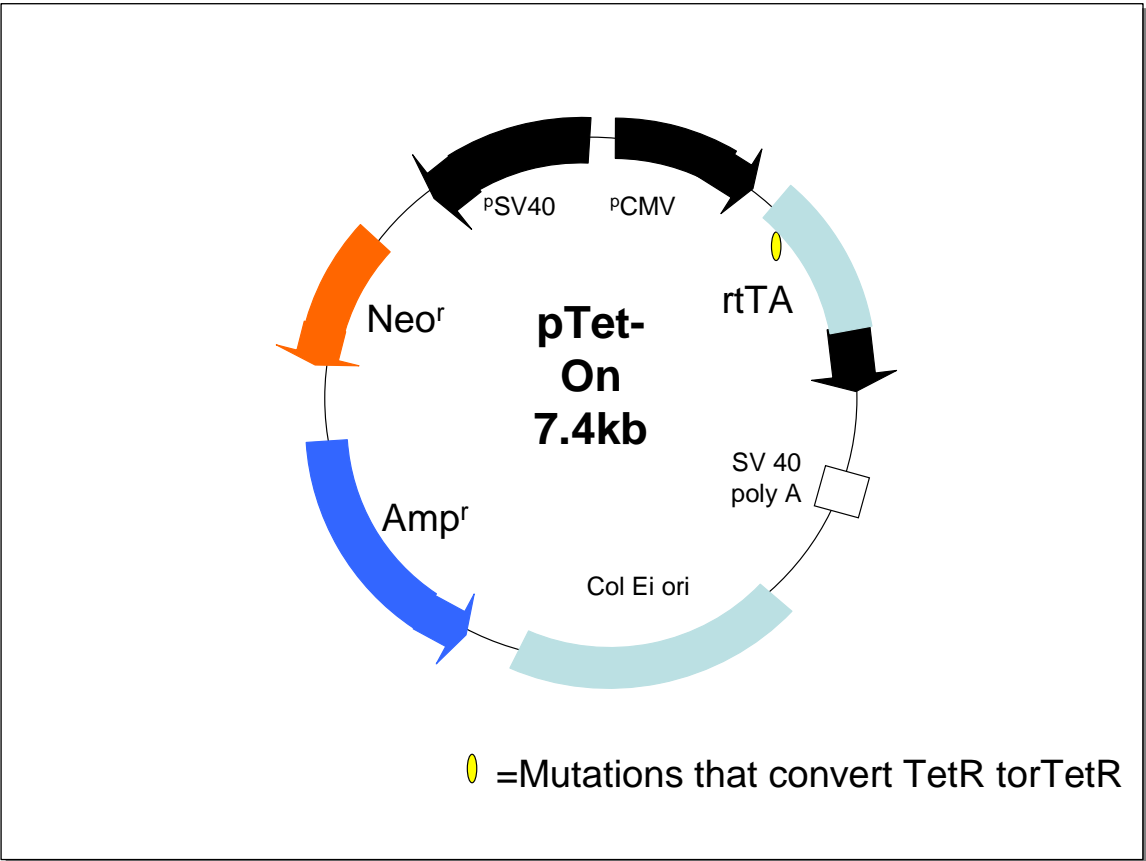 pSV40
pCMV
rtTA
Neor
pTet-
On
7.4kb
SV 40
poly A
Ampr
Col Ei ori
=Mutations that convert TetR torTetR